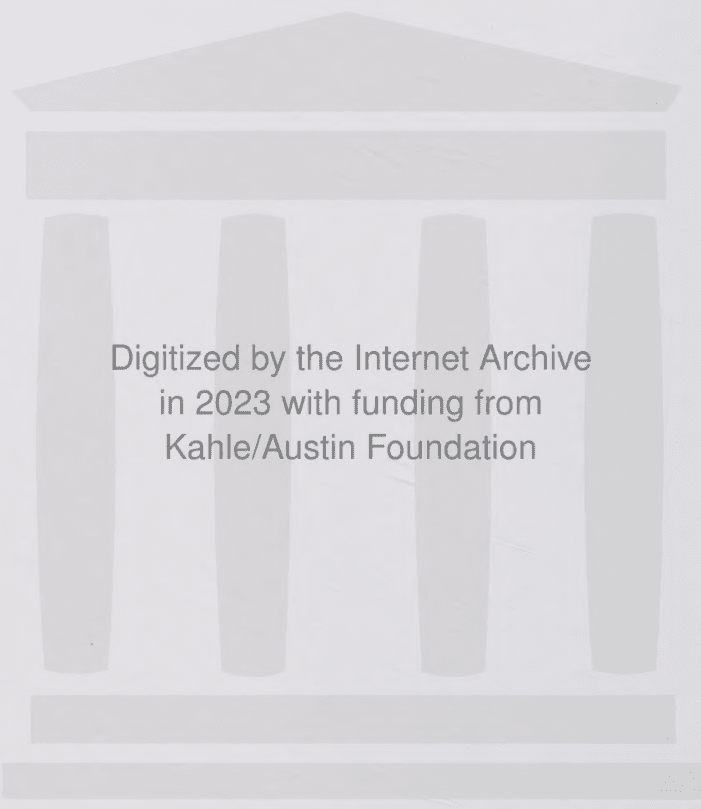 Digitized by the Internet Archive
in 2023 with funding from
Kahle/Austin Foundation